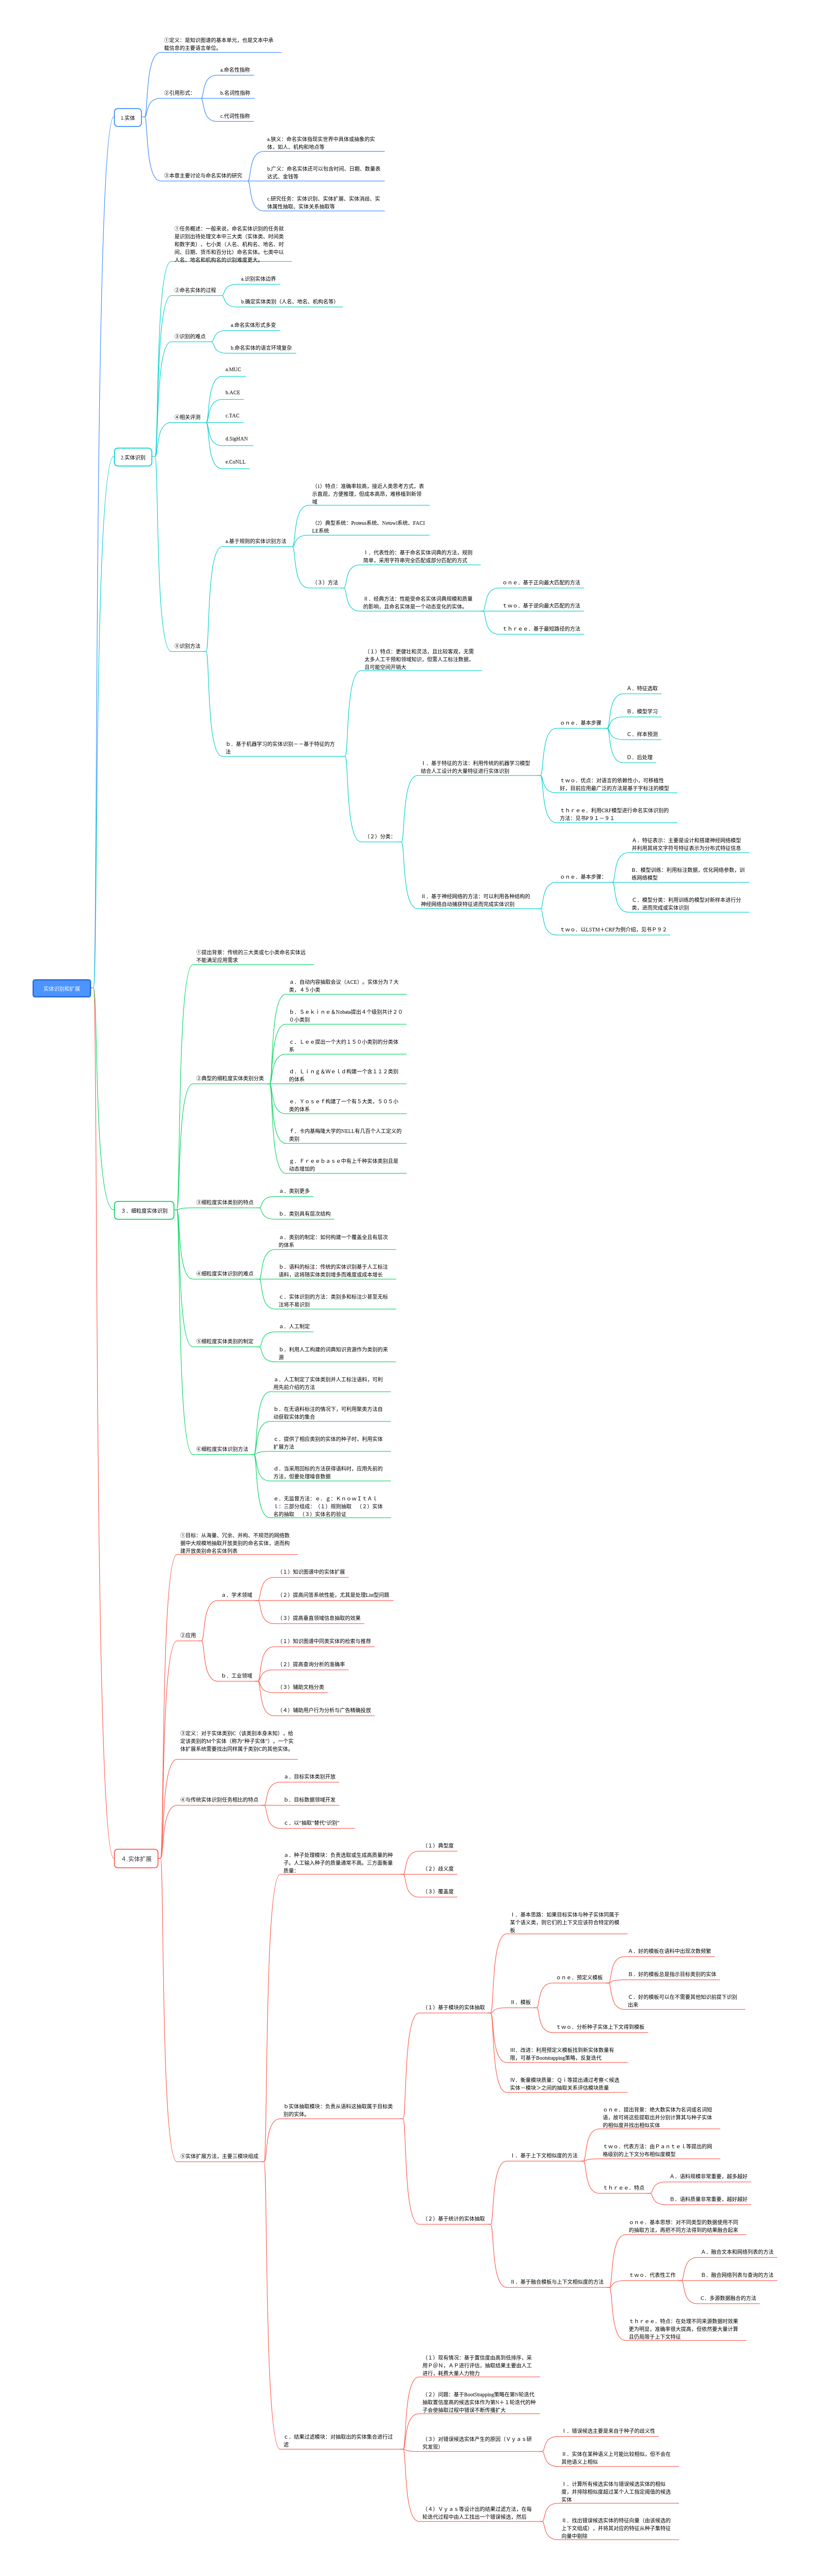 实体识别和扩展
1.实体
①定义：是知识图谱的基本单元，也是文本中承
载信息的主要语言单位。
②引用形式：
a.命名性指称
b.名词性指称
c.代词性指称
③本章主要讨论与命名实体的研究
a.狭义：命名实体指现实世界中具体或抽象的实
体，如人、机构和地点等
b.广义：命名实体还可以包含时间、日期、数量表
达式、金钱等
c.研究任务：实体识别、实体扩展、实体消歧、实
体属性抽取、实体关系抽取等
2.实体识别
①任务概述：一般来说，命名实体识别的任务就
是识别出待处理文本中三大类（实体类、时间类
和数字类）、七小类（人名、机构名、地名、时
间、日期、货币和百分比）命名实体。七类中以
人名、地名和机构名的识别难度更大。
②命名实体的过程
a.识别实体边界
b.确定实体类别（人名、地名、机构名等）
③识别的难点
a.命名实体形式多变
b.命名实体的语言环境复杂
④相关评测
a.MUC
b.ACE
c.TAC
d.SigHAN
e.CoNLL
⑤识别方法
a.基于规则的实体识别方法
（1）特点：准确率较高，接近人类思考方式，表
示直观，方便推理，但成本高昂，难移植到新领
域
（2）典型系统：Proteus系统、Netowl系统、FACI
LE系统
（３）方法
Ⅰ．代表性的：基于命名实体词典的方法，规则
简单，采用字符串完全匹配或部分匹配的方式
Ⅱ．经典方法：性能受命名实体词典规模和质量
的影响，且命名实体是一个动态变化的实体。
ｏｎｅ．基于正向最大匹配的方法
ｔｗｏ．基于逆向最大匹配的方法
ｔｈｒｅｅ．基于最短路径的方法
ｂ．基于机器学习的实体识别－－基于特征的方
法
（１）特点：更健壮和灵活，且比较客观，无需
太多人工干预和领域知识，但需人工标注数据，
且可能空间开销大
（２）分类：
Ⅰ．基于特征的方法：利用传统的机器学习模型
结合人工设计的大量特征进行实体识别
ｏｎｅ．基本步骤
Ａ．特征选取
Ｂ．模型学习
Ｃ．样本预测
Ｄ．后处理
ｔｗｏ．优点：对语言的依赖性小，可移植性
好，目前应用最广泛的方法是基于字标注的模型
ｔｈｒｅｅ．利用CRF模型进行命名实体识别的
方法：见书P９１－９１
Ⅱ．基于神经网络的方法：可以利用各种结构的
神经网络自动捕获特征进而完成实体识别
ｏｎｅ．基本步骤：
Ａ．特征表示：主要是设计和搭建神经网络模型
并利用其将文字符号特征表示为分布式特征信息
B．模型训练：利用标注数据，优化网络参数，训
练网络模型
Ｃ．模型分类：利用训练的模型对新样本进行分
类，进而完成或实体识别
ｔｗｏ．以LSTM＋CRF为例介绍，见书Ｐ９２
３．细粒度实体识别
①提出背景：传统的三大类或七小类命名实体远
不能满足应用需求
②典型的细粒度实体类别分类
ａ．自动内容抽取会议（ACE），实体分为７大
类，４５小类
ｂ．Ｓｅｋｉｎｅ＆Nobata提出４个级别共计２０
０小类别
ｃ．Ｌｅｅ提出一个大约１５０小类别的分类体
系
ｄ．Ｌｉｎｇ＆Ｗｅｌｄ构建一个含１１２类别
的体系
ｅ．Ｙｏｓｅｆ构建了一个有５大类，５０５小
类的体系
ｆ．卡内基梅隆大学的NELL有几百个人工定义的
类别
ｇ．Ｆｒｅｅｂａｓｅ中有上千种实体类别且是
动态增加的
③细粒度实体类别的特点
ａ．类别更多
ｂ．类别具有层次结构
④细粒度实体识别的难点
ａ．类别的制定：如何构建一个覆盖全且有层次
的体系
ｂ．语料的标注：传统的实体识别基于人工标注
语料，这将随实体类别增多而难度或成本增长
ｃ．实体识别的方法：类别多和标注少甚至无标
注将不易识别
⑤细粒度实体类别的制定
ａ．人工制定
ｂ．利用人工构建的词典知识资源作为类别的来
源
⑥细粒度实体识别方法
ａ．人工制定了实体类别并人工标注语料，可利
用先前介绍的方法
ｂ．在无语料标注的情况下，可利用聚类方法自
动获取实体的集合
ｃ．提供了相应类别的实体的种子时，利用实体
扩展方法
ｄ．当采用回标的方法获得语料时，应用先前的
方法，但要处理噪音数据
ｅ．无监督方法：ｅ．ｇ：ＫｎｏｗＩｔＡｌ
ｌ：三部分组成：（１）规则抽取　（２）实体
名的抽取　（３）实体名的验证
４.实体扩展
①目标：从海量、冗余、异构、不规范的网络数
据中大规模地抽取开放类别的命名实体，进而构
建开放类别命名实体列表
②应用
ａ．学术领域
（１）知识图谱中的实体扩展
（２）提高问答系统性能，尤其是处理List型问题
（３）提高垂直领域信息抽取的效果
ｂ．工业领域
（１）知识图谱中同类实体的检索与推荐
（２）提高查询分析的准确率
（３）辅助文档分类
（４）辅助用户行为分析与广告精确投放
③定义：对于实体类别C（该类别本身未知），给
定该类别的M个实体（称为“种子实体”），一个实
体扩展系统需要找出同样属于类别C的其他实体。
④与传统实体识别任务相比的特点
ａ．目标实体类别开放
ｂ．目标数据领域开发
ｃ．以“抽取”替代“识别”
⑤实体扩展方法，主要三模块组成
ａ．种子处理模块：负责选取或生成高质量的种
子。人工输入种子的质量通常不高。三方面衡量
质量：
（１）典型度
（２）歧义度
（３）覆盖度
ｂ实体抽取模块：负责从语料这抽取属于目标类
别的实体。
（１）基于模块的实体抽取
Ⅰ．基本思路：如果目标实体与种子实体同属于
某个语义类，则它们的上下文应该符合特定的模
板
Ⅱ．模板
ｏｎｅ．预定义模板
Ａ．好的模板在语料中出现次数频繁
Ｂ．好的模板总是指示目标类别的实体
Ｃ．好的模板可以在不需要其他知识前提下识别
出来
ｔｗｏ．分析种子实体上下文得到模板
Ⅲ．改进：利用预定义模板找到新实体数量有
限，可基于Bootstrapping策略，反复迭代
Ⅳ．衡量模块质量：Ｑｉ等提出通过考察＜候选
实体－模块＞之间的抽取关系评估模块质量
（２）基于统计的实体抽取
Ⅰ．基于上下文相似度的方法
ｏｎｅ．提出背景：绝大数实体为名词或名词短
语，故可将这些提取出并分别计算其与种子实体
的相似度并找出相似实体
ｔｗｏ．代表方法：由Ｐａｎｔｅｌ等提出的网
格级别的上下文分布相似度模型
ｔｈｒｅｅ．特点
Ａ．语料规模非常重要，越多越好
Ｂ．语料质量非常重要，越好越好
Ⅱ．基于融合模板与上下文相似度的方法
ｏｎｅ．基本思想：对不同类型的数据使用不同
的抽取方法，再把不同方法得到的结果融合起来
ｔｗｏ．代表性工作
Ａ．融合文本和网络列表的方法
Ｂ．融合网络列表与查询的方法
C．多源数据融合的方法
ｔｈｒｅｅ．特点：在处理不同来源数据时效果
更为明显，准确率很大提高，但依然要大量计算
且仍局限于上下文特征
ｃ．结果过滤模块：对抽取出的实体集合进行过
滤
（１）现有情况：基于置信度由高到低排序，采
用Ｐ＠Ｎ，ＡＰ进行评估，抽取结果主要由人工
进行，耗费大量人力物力
（２）问题：基于BootStrapping策略在第N轮迭代
抽取置信度高的候选实体作为第N＋１轮迭代的种
子会使抽取过程中错误不断传播扩大
（３）对错误候选实体产生的原因（Ｖｙａｓ研
究发现）
Ⅰ．错误候选主要是来自于种子的歧义性
Ⅱ．实体在某种语义上可能比较相似，但不会在
其他语义上相似
（４）Ｖｙａｓ等设计出的结果过滤方法，在每
轮迭代过程中由人工找出一个错误候选，然后
Ⅰ．计算所有候选实体与错误候选实体的相似
度，并排除相似度超过某个人工指定阈值的候选
实体
Ⅱ．找出错误候选实体的特征向量（由该候选的
上下文组成），并将其对应的特征从种子集特征
向量中剔除